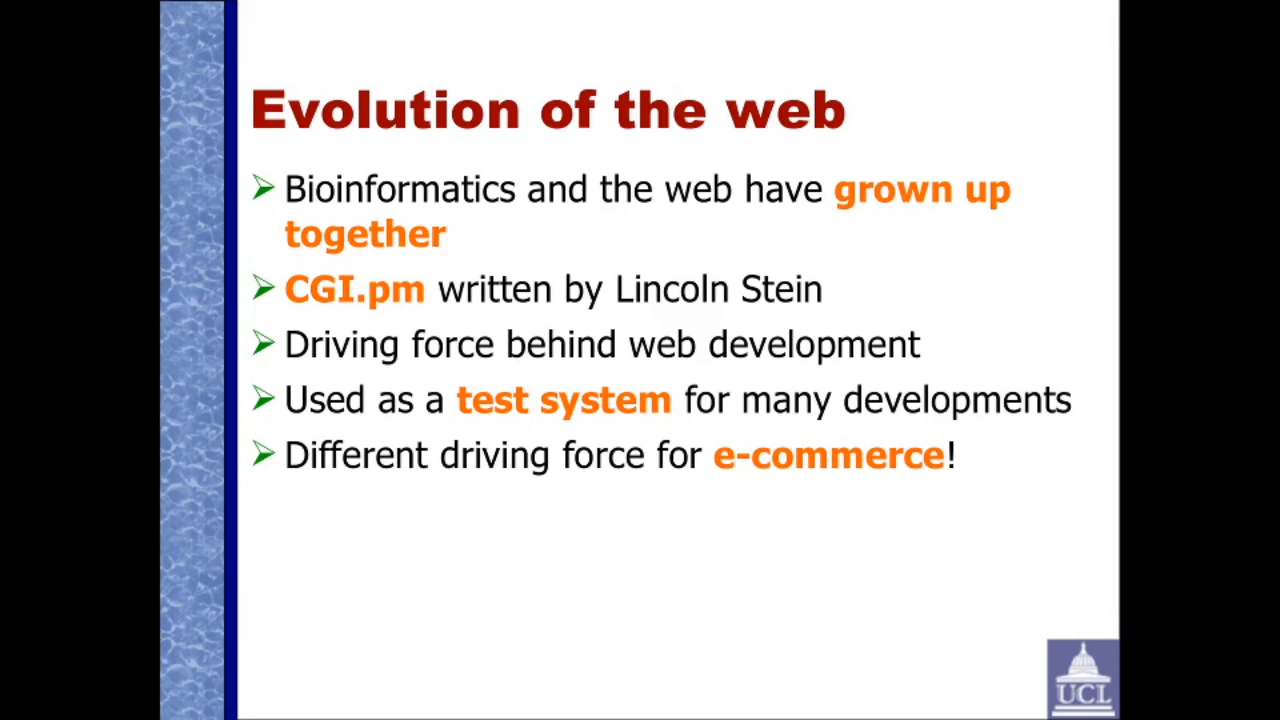 Evolution of the web
Bioinformatics and the web have grown up
together
CGI.pm written by Lincoln Stein
Driving force behind web development
Used as a test system for many developments
Different driving force for e-commerce!
UCL